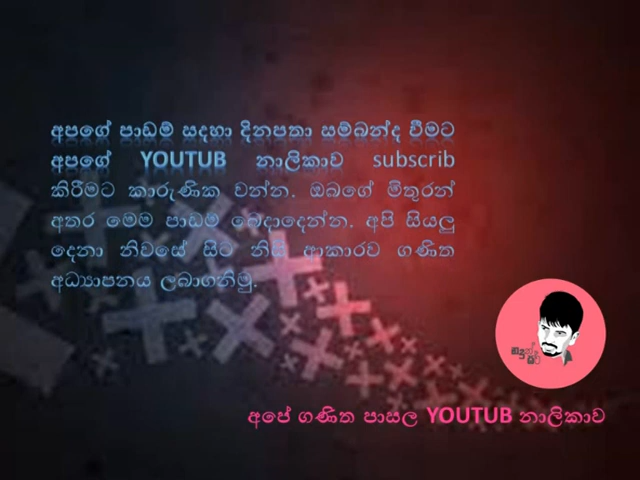 අපගේ පාඩම් සදහා දිනපතා සම්බන්ද වීමට
අපගේ YOUTUB නාලිකාව subscrib
කිරීමට කාරුණික වන්න. ඔබගේ මිතුරන්
අතර මෙම පාඩම බෙදාදෙන්න. අපි සියලු
දෙනා නිවසේ සිට නිසි ආකාරව ගණිත
අධ්‍යාපනය ලබාගනිමු.
අපේ ගණිත පාසල YOUTUB නාලිකාව